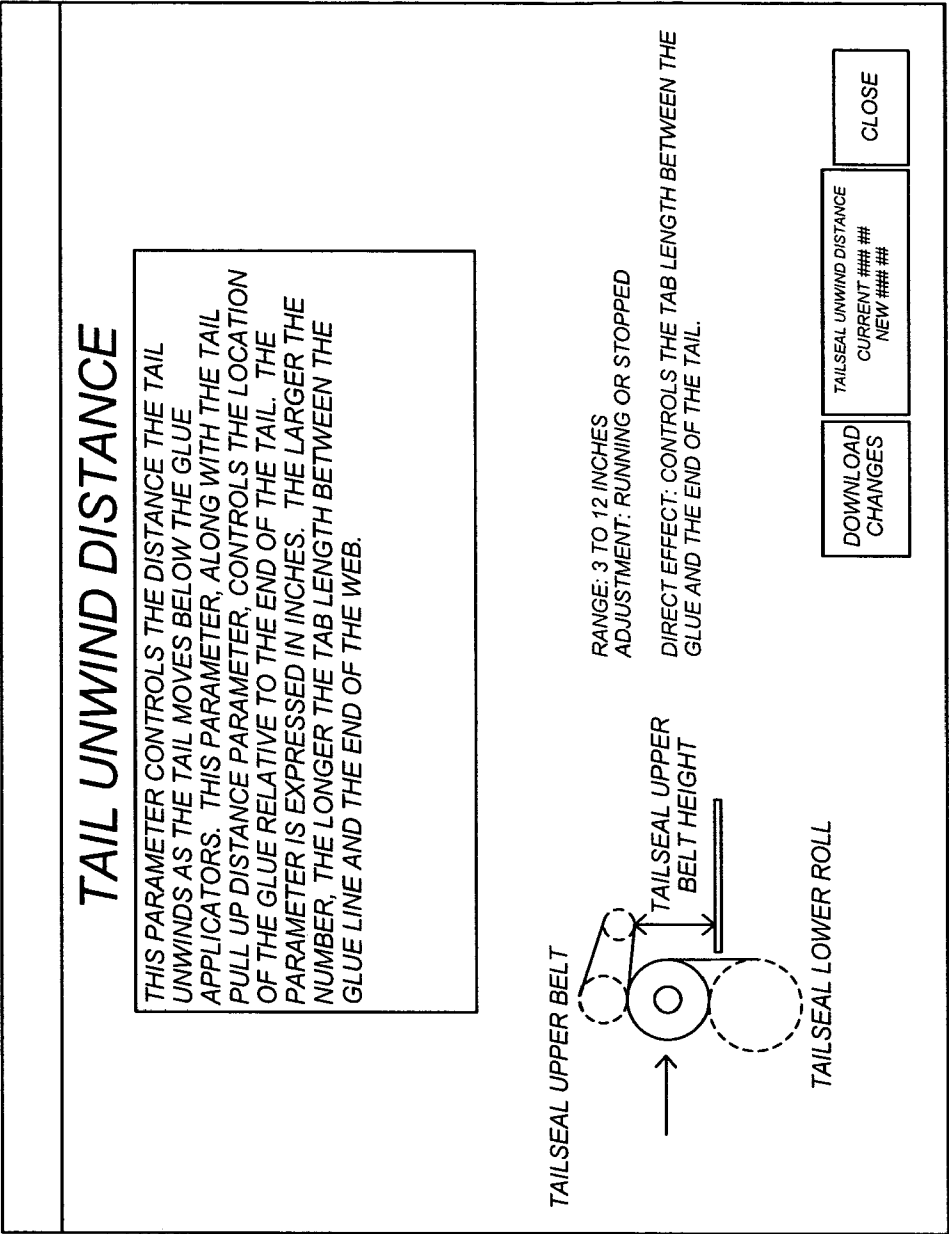 TAIL UNWIND DISTANCE
THIS PARAMETER CONTROLS THE DISTANCE THE TAIL
UNWINDS AS THE TAIL MOVES BELOW THE GLUE
APPLICATORS. THIS PARAMETER, ALONG WITH THE TAIL
PULL UP DISTANCE PARAMETER, CONTROLS THE LOCATION
OF THE GLUE RELATIVE TO THE END OF THE TAIL. THE
PARAMETER IS EXPRESSED IN INCHES. THE LARGER THE
NUMBER, THE LONGER THE TAB LENGTH BETWEEN THE
GLUE LINE AND THE END OF THE WEB.
TAILSEAL UPPER BELT
TAILSEAL UPPER
BELT HEIGHT
TAILSEAL LOWER ROLL
RANGE: 3 TO 12 INCHES
ADJUSTMENT: RUNNING OR STOPPED
DIRECT EFFECT: CONTROLS THE TAB LENGTH BETWEEN THE
GLUE AND THE END OF THE TAIL.
DOWNLOAD
CHANGES
TAILSEAL UNWIND DISTANCE
CURRENT ### ##
NEW ### ##
CLOSE